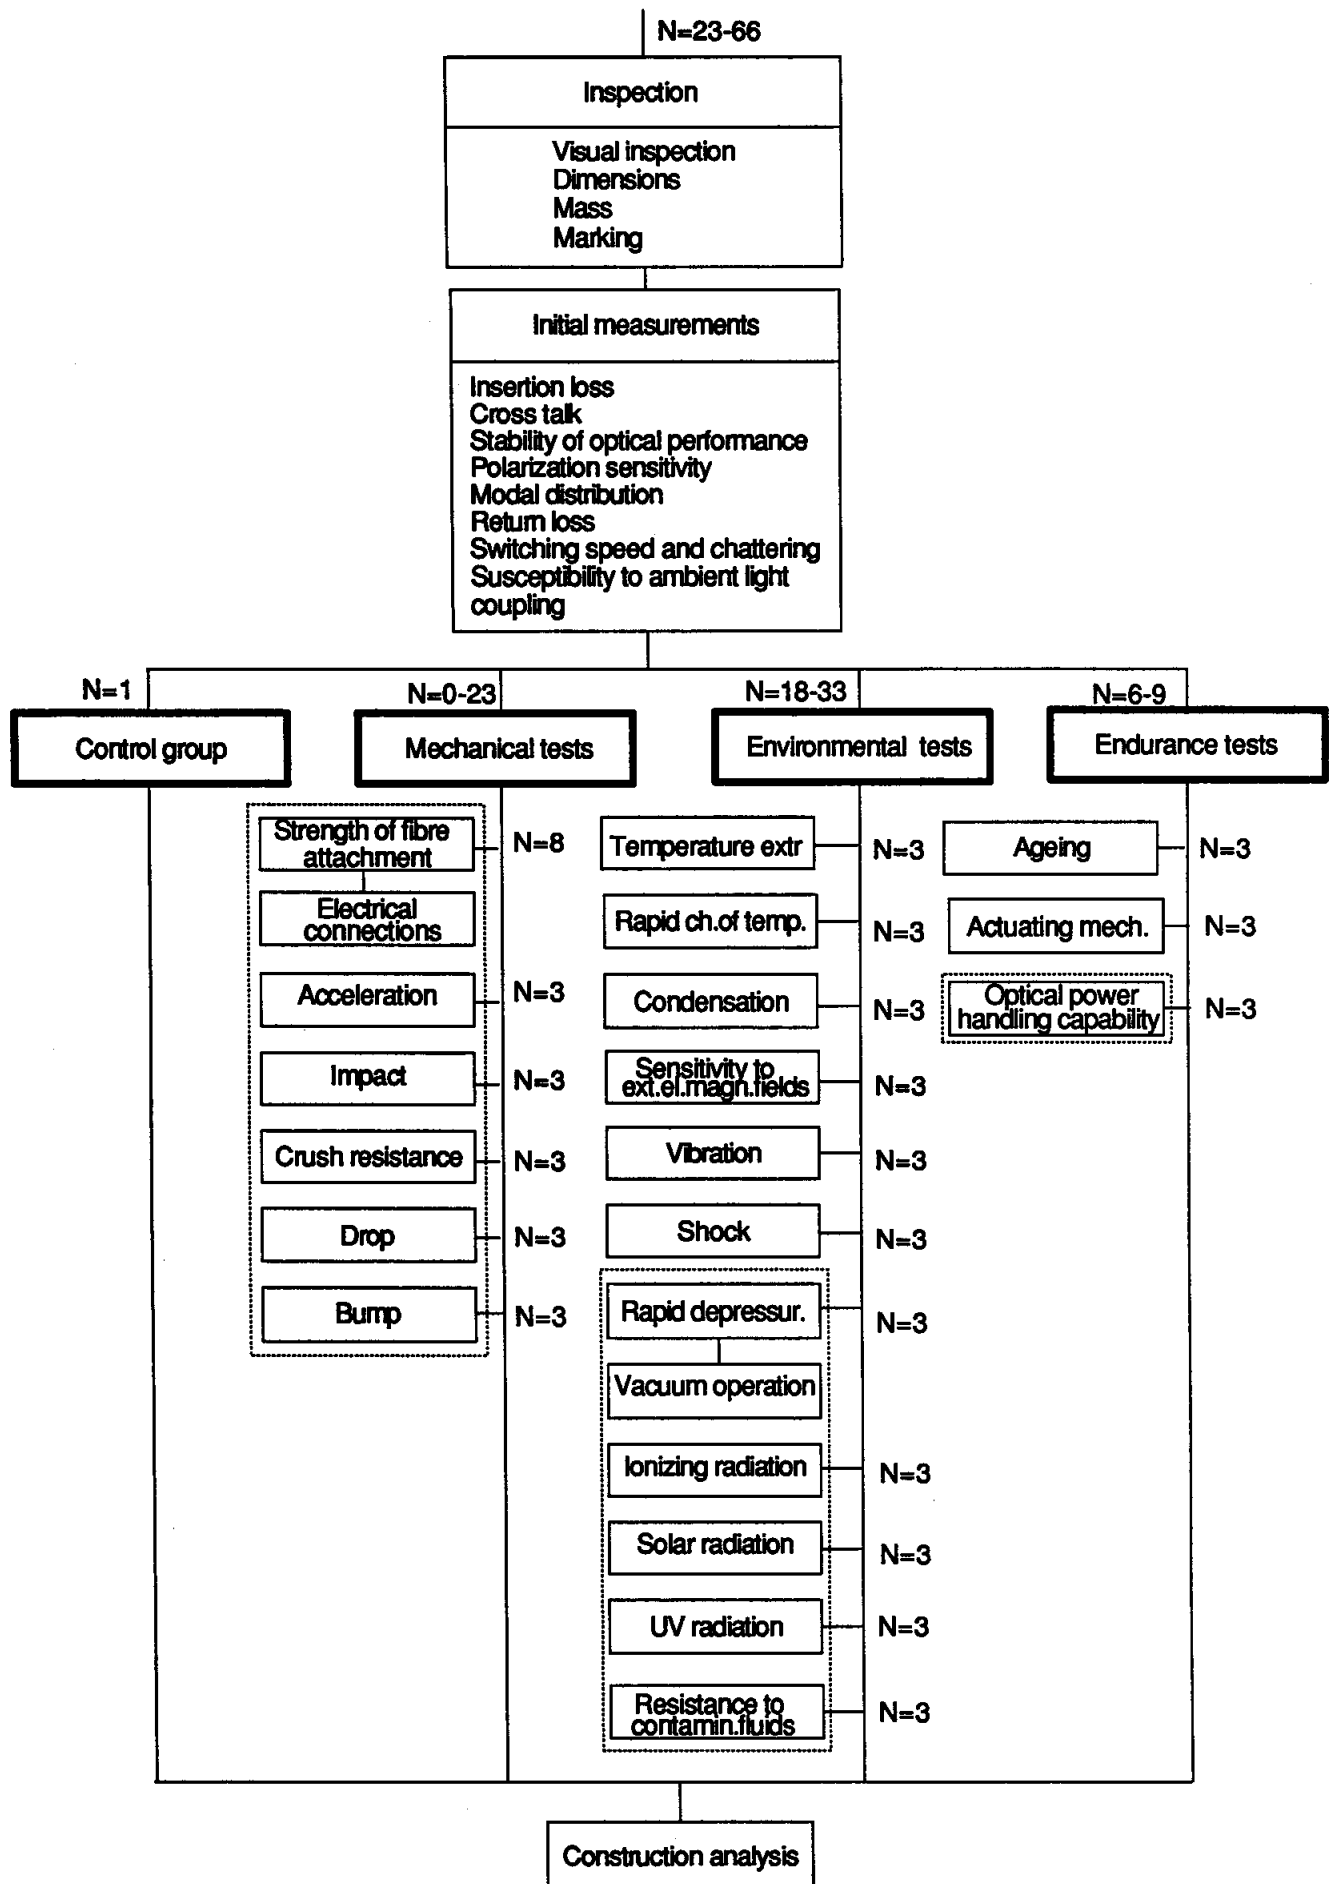 N=23-66
Inspection
Visual inspection
Dimensions
Mass
Marking
Initial measurements
Insertion loss
Cross talk
Stability of optical performance
Polarization sensitivity
Modal distribution
Return loss
Switching speed and chattering
Susceptibility to ambient light
coupling
N=1
Control group
N=0-23
Mechanical tests
Strength of fibre
attachment
N=8
Electrical
connections
Acceleration
N=3
Impact
N=3
Crush resistance
N=3
Drop
N=3
Bump
N=3
N=18-33
Environmental tests
Temperature extr
N=3
Rapid ch.of temp.
N=3
Condensation
N=3
Sensitivity to
ext.el.magn.fields
N=3
Vibration
N=3
Shock
N=3
Rapid depressur.
N=3
Vacuum operation
Ionizing radiation
N=3
Solar radiation
N=3
UV radiation
N=3
Resistance to
contamin.fluids
N=3
N=6-9
Endurance tests
Ageing
N=3
Actuating mech.
N=3
Optical power
handling capability
N=3
Construction analysis